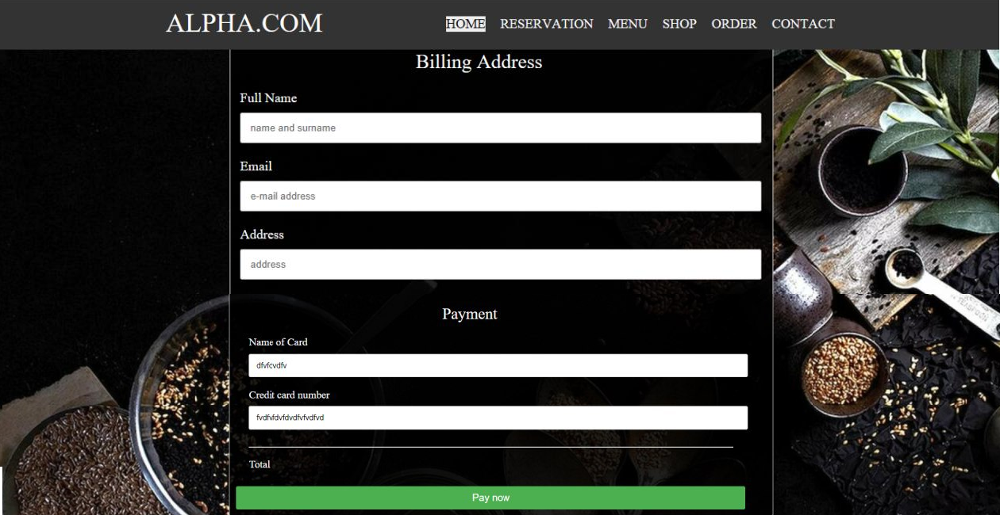 ALPHA.COM HOME RESERVATION MENU SHOP ORDER CONTACT
Billing Address
Full Name
name and surname
Email
e-mail address
Address
address
Payment
Name of Card
dfvfcvdfv
Credit card number
fvdfvfdvfdvdfvfvdfvd
Total
Pay now